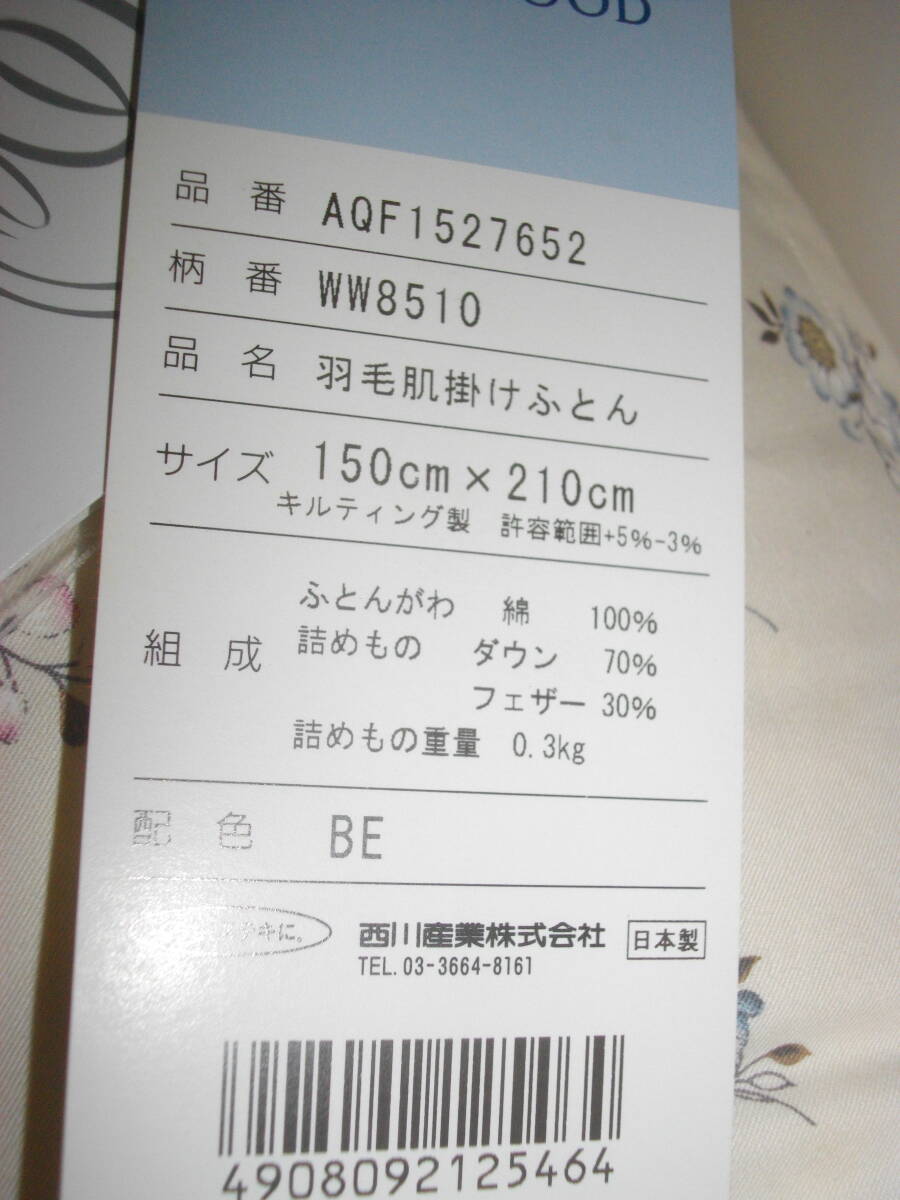 品番 AQF1527652
柄番 WW8510
品名 羽毛肌掛けふとん
サイズ 150cm×210cm
キルティング製 許容範囲+5%-3%
組成 ふとんがわ 綿 100%
詰めもの ダウン 70%
フェザー 30%
詰めもの重量 0.3kg
配色 BE
西川産業株式会社 日本製
TEL. 03-3664-8161
4908092125464